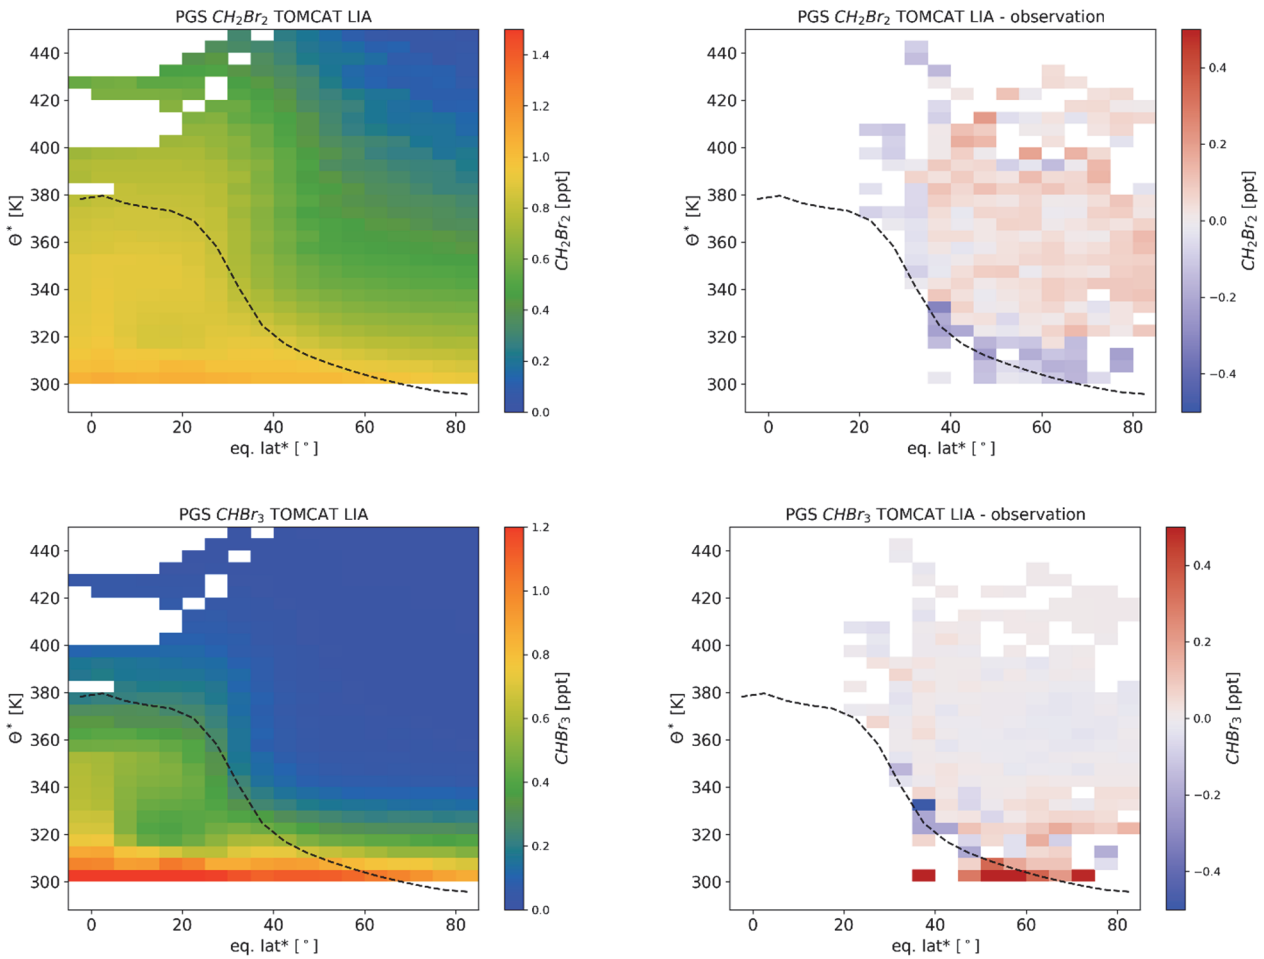 PGS CH₂Br₂ TOMCAT LIA
440
420
400
380
360
340
320
300
Θ* [K]
0 20 40 60 80
eq. lat* [°]
1.4
1.2
1.0
0.8
0.6
0.4
0.2
0.0
CH₂Br₂ [ppt]
PGS CH₂Br₂ TOMCAT LIA - observation
440
420
400
380
360
340
320
300
Θ* [K]
0 20 40 60 80
eq. lat* [°]
0.4
0.2
0.0
−0.2
−0.4
CH₂Br₂ [ppt]
PGS CHBr₃ TOMCAT LIA
440
420
400
380
360
340
320
300
Θ* [K]
0 20 40 60 80
eq. lat* [°]
1.2
1.0
0.8
0.6
0.4
0.2
0.0
CHBr₃ [ppt]
PGS CHBr₃ TOMCAT LIA - observation
440
420
400
380
360
340
320
300
Θ* [K]
0 20 40 60 80
eq. lat* [°]
0.4
0.2
0.0
−0.2
−0.4
CHBr₃ [ppt]